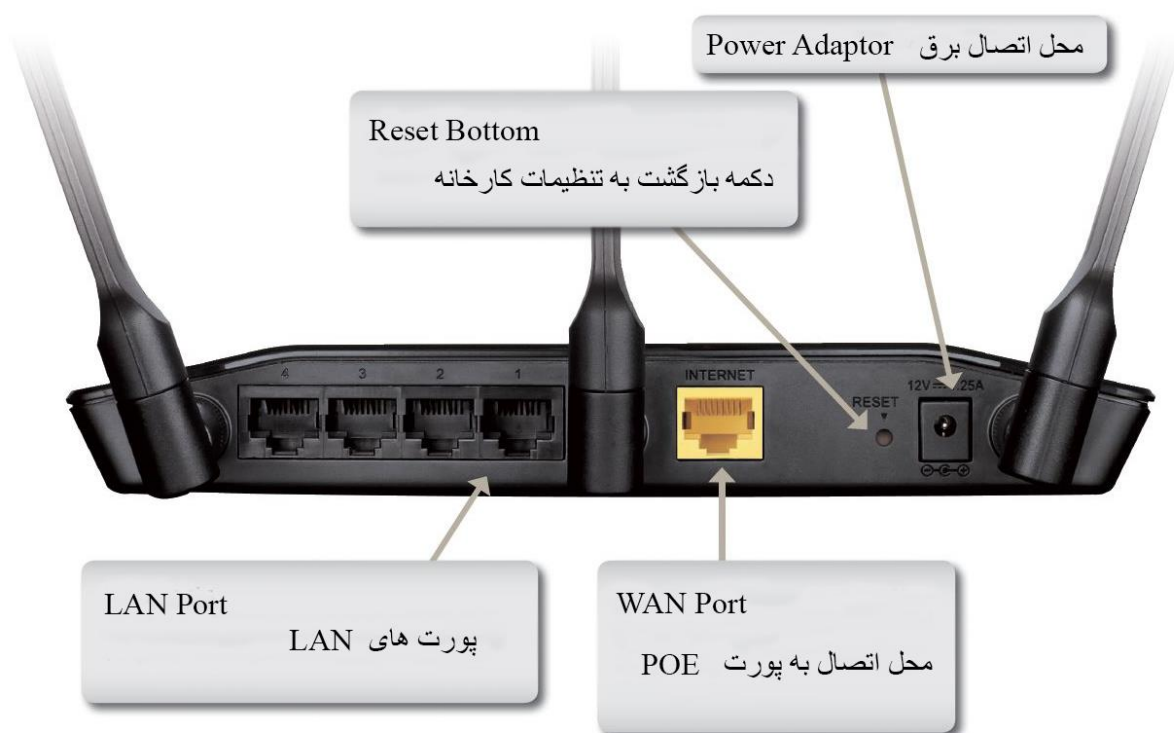 Power Adaptor محل اتصال برق
Reset Bottom
دکمه بازگشت به تنظیمات کارخانه
4 3 2 1
INTERNET
RESET
12V
25A
LAN Port
پورت های LAN
WAN Port
محل اتصال به پورت POE